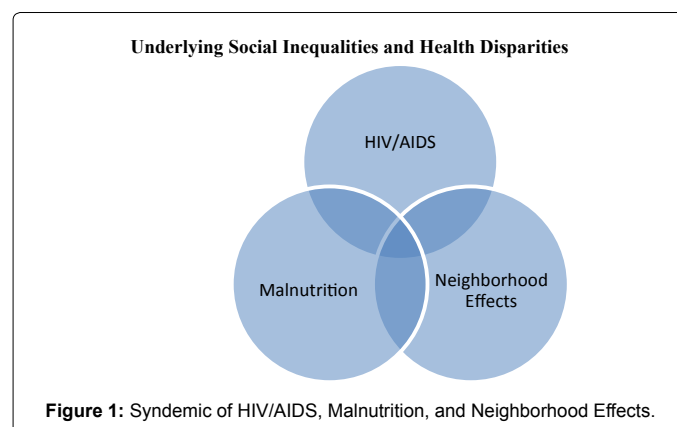 Underlying Social Inequalities and Health Disparities
HIV/AIDS
Malnutrition
Neighborhood
Effects
Figure 1: Syndemic of HIV/AIDS, Malnutrition, and Neighborhood Effects.